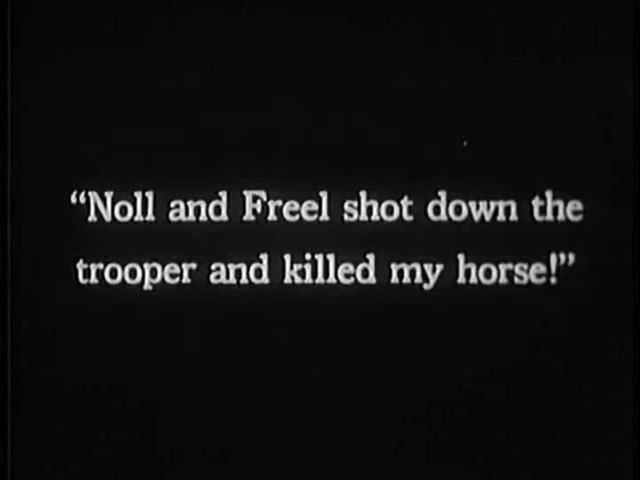 “Noll and Freel shot down the
trooper and killed my horse!”